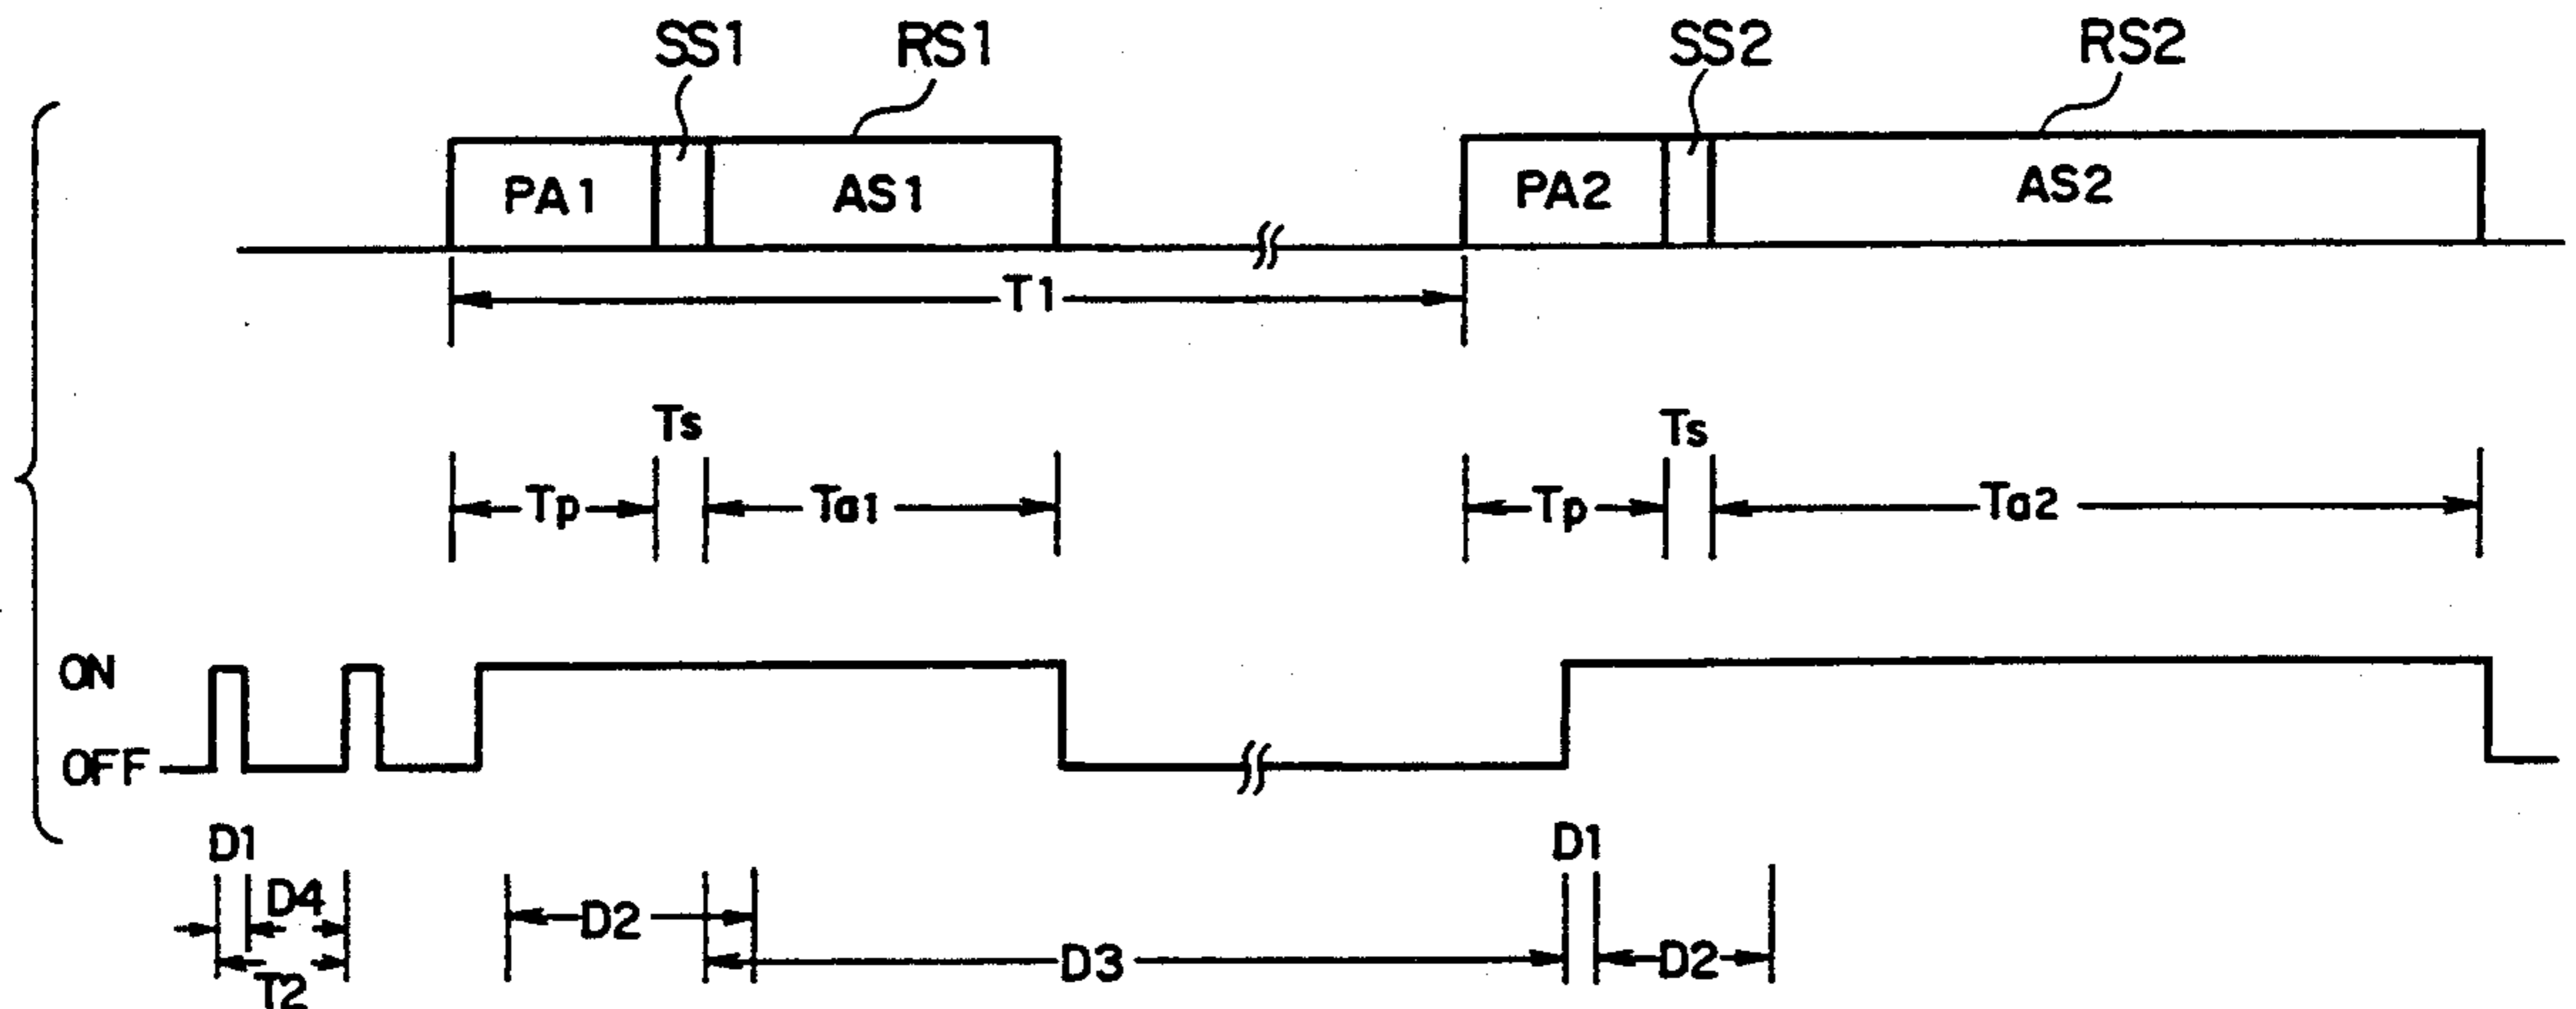 SS1 RS1 SS2 RS2
PA1 AS1 PA2 AS2
T1
Ts Ts
Tp Ta1 Tp Ta2
ON
OFF
D1 D1
D4 D2 D3 D2
T2